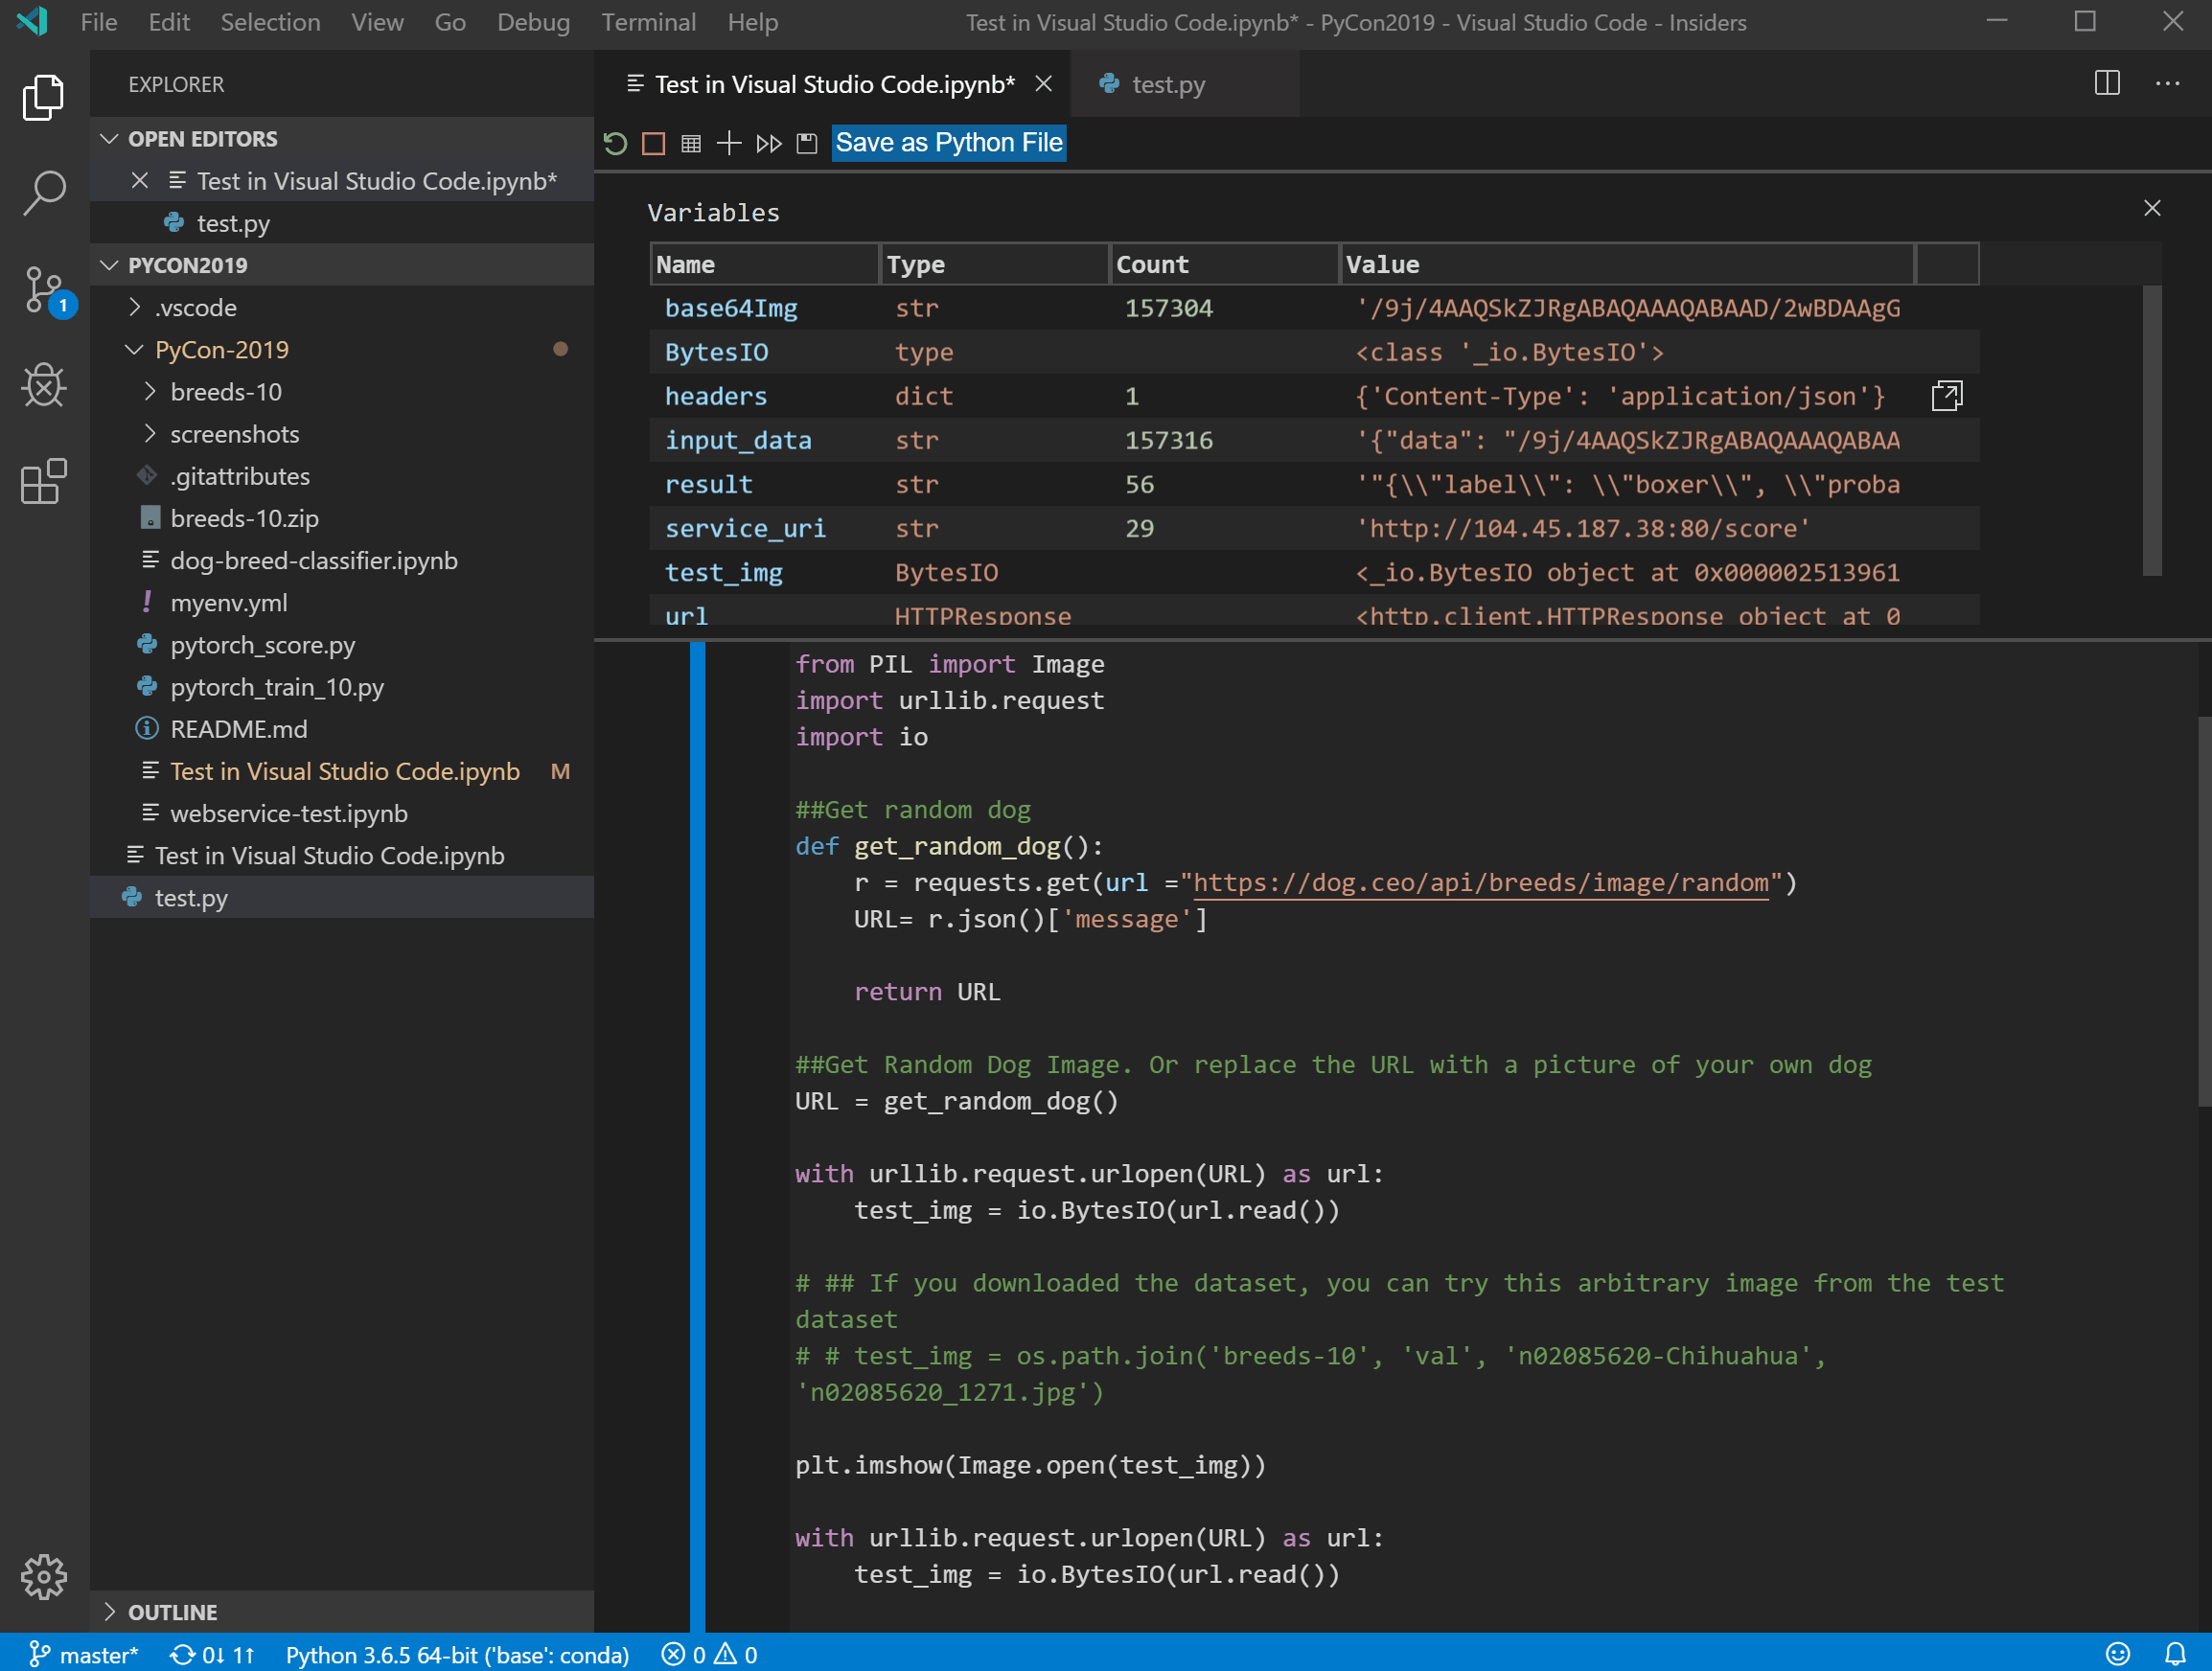 File Edit Selection View Go Debug Terminal Help Test in Visual Studio Code.ipynb* - PyCon2019 - Visual Studio Code - Insiders
EXPLORER
OPEN EDITORS
Test in Visual Studio Code.ipynb*
test.py
PYCON2019
.vscode
PyCon-2019
breeds-10
screenshots
.gitattributes
breeds-10.zip
dog-breed-classifier.ipynb
myenv.yml
pytorch_score.py
pytorch_train_10.py
README.md
Test in Visual Studio Code.ipynb M
webservice-test.ipynb
Test in Visual Studio Code.ipynb
test.py
OUTLINE
1
Test in Visual Studio Code.ipynb* test.py
Save as Python File
Variables
Name Type Count Value
base64Img str 157304 '/9j/4AAQSkZJRgABAQAAAQABAAD/2wBDAAgG
BytesIO type <class '_io.BytesIO'>
headers dict 1 {'Content-Type': 'application/json'}
input_data str 157316 '{"data": "/9j/4AAQSkZJRgABAQAAAQABAA
result str 56 '"{\\"label\\": \\"boxer\\", \\"proba
service_uri str 29 'http://104.45.187.38:80/score'
test_img BytesIO <_io.BytesIO object at 0x000002513961
url HTTPResponse <http.client.HTTPResponse object at 0
from PIL import Image
import urllib.request
import io
##Get random dog
def get_random_dog():
    r = requests.get(url ="https://dog.ceo/api/breeds/image/random")
    URL= r.json()['message']
    return URL
##Get Random Dog Image. Or replace the URL with a picture of your own dog
URL = get_random_dog()
with urllib.request.urlopen(URL) as url:
    test_img = io.BytesIO(url.read())
# ## If you downloaded the dataset, you can try this arbitrary image from the test
dataset
# # test_img = os.path.join('breeds-10', 'val', 'n02085620-Chihuahua',
'n02085620_1271.jpg')
plt.imshow(Image.open(test_img))
with urllib.request.urlopen(URL) as url:
    test_img = io.BytesIO(url.read())
master* 0↓ 1↑ Python 3.6.5 64-bit ('base': conda) 0 0